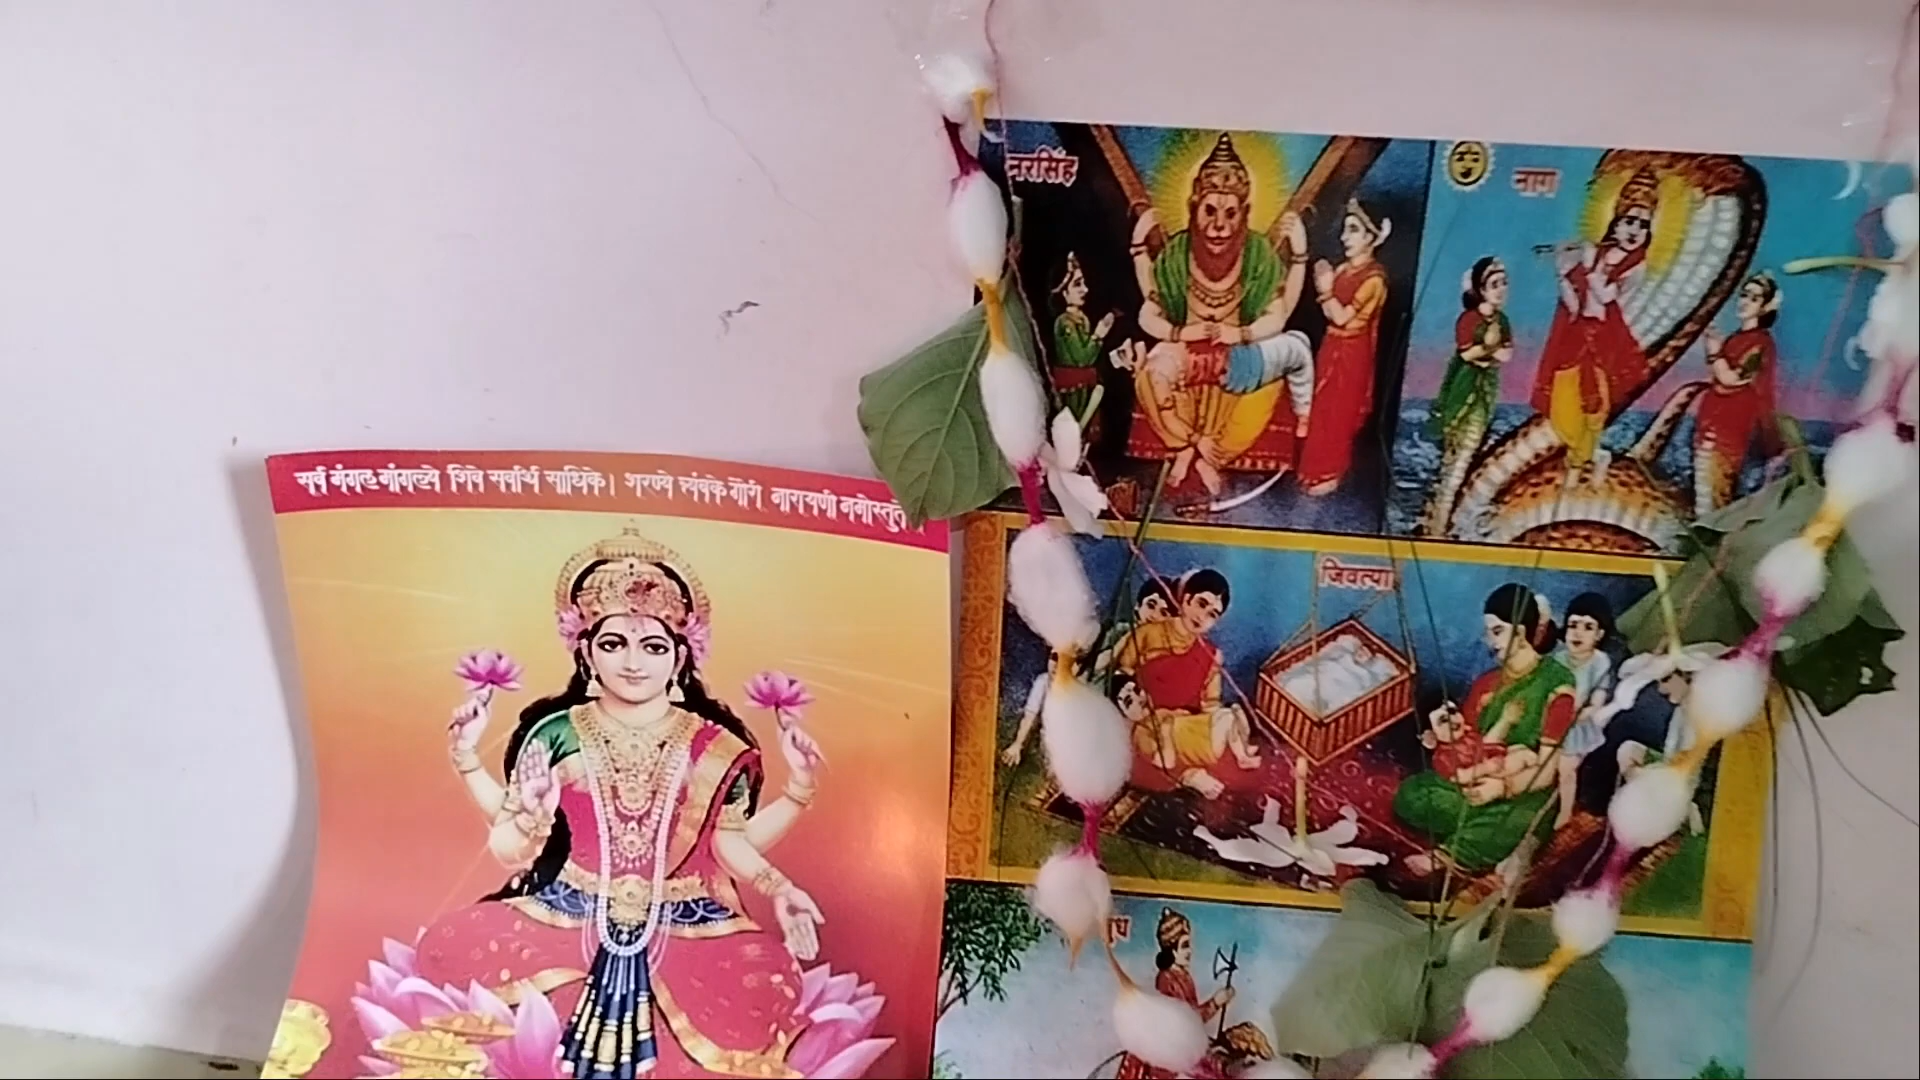 सर्व मंगल मांगल्ये शिवे सर्वार्थ साधिके। शरण्ये त्र्यंबके गौरी नारायणी नमोस्तुते
नरसिंह
नाग
जिवत्या